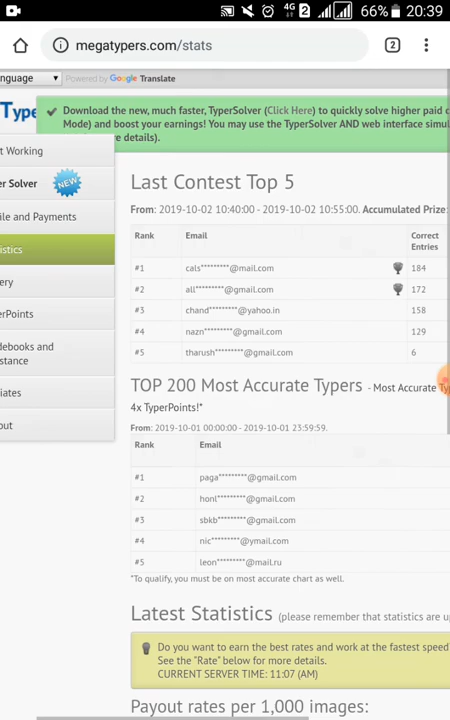 4G 2 66% 20:39
megatypers.com/stats 2
nguage Powered by Google Translate
Type
Download the new, much faster, TyperSolver (Click Here) to quickly solve higher paid c
Mode) and boost your earnings! You may use the TyperSolver AND web interface simul
re details).
t Working
er Solver NEW
ile and Payments
istics
ery
erPoints
debooks and
stance
iates
out
Last Contest Top 5
From: 2019-10-02 10:40:00 - 2019-10-02 10:55:00. Accumulated Prize:
Rank Email Correct
Entries
#1 cals*********@mail.com 184
#2 all*********@gmail.com 172
#3 chand*********@yahoo.in 158
#4 nazn*********@gmail.com 129
#5 tharush*********@gmail.com 6
TOP 200 Most Accurate Typers - Most Accurate Ty
4x TyperPoints!*
From: 2019-10-01 00:00:00 - 2019-10-01 23:59:59.
Rank Email
#1 paga*********@gmail.com
#2 honl*********@gmail.com
#3 sbkb*********@gmail.com
#4 nic*********@ymail.com
#5 leon*********@mail.ru
*To qualify, you must be on most accurate chart as well.
Latest Statistics (please remember that statistics are up
Do you want to earn the best rates and work at the fastest speed
See the "Rate" below for more details.
CURRENT SERVER TIME: 11:07 (AM)
Payout rates per 1,000 images: